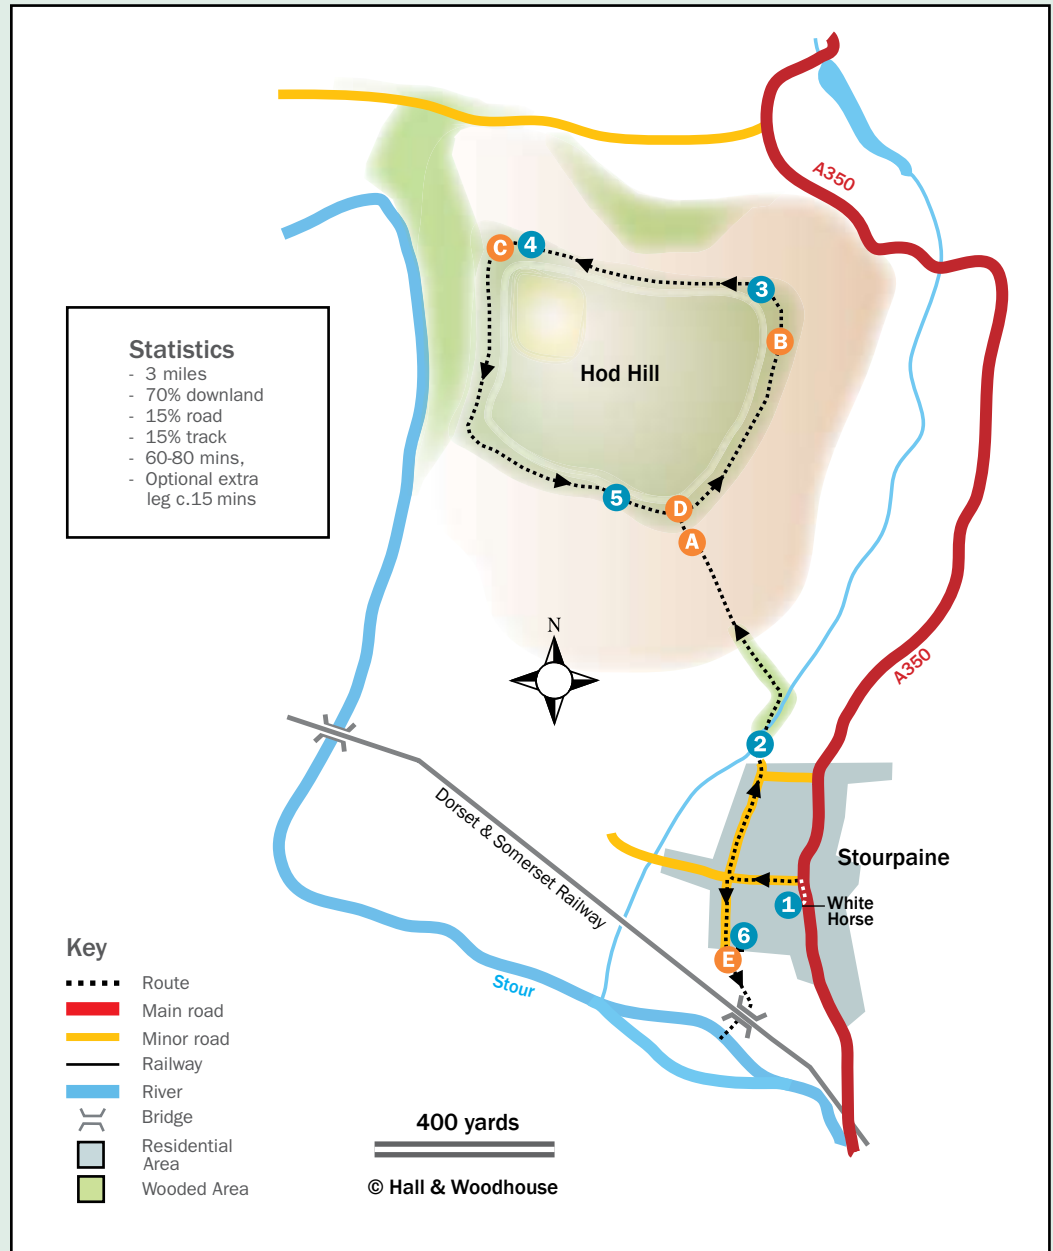 A350
C
4
3
B
Hod Hill
Statistics
- 3 miles
- 70% downland
- 15% road
- 15% track
- 60-80 mins,
- Optional extra
leg c.15 mins
5
D
A
N
A350
2
Dorset & Somerset Railway
Stourpaine
1
White
Horse
6
E
Stour
Key
Route
Main road
Minor road
Railway
River
Bridge
Residential
Area
Wooded Area
400 yards
© Hall & Woodhouse